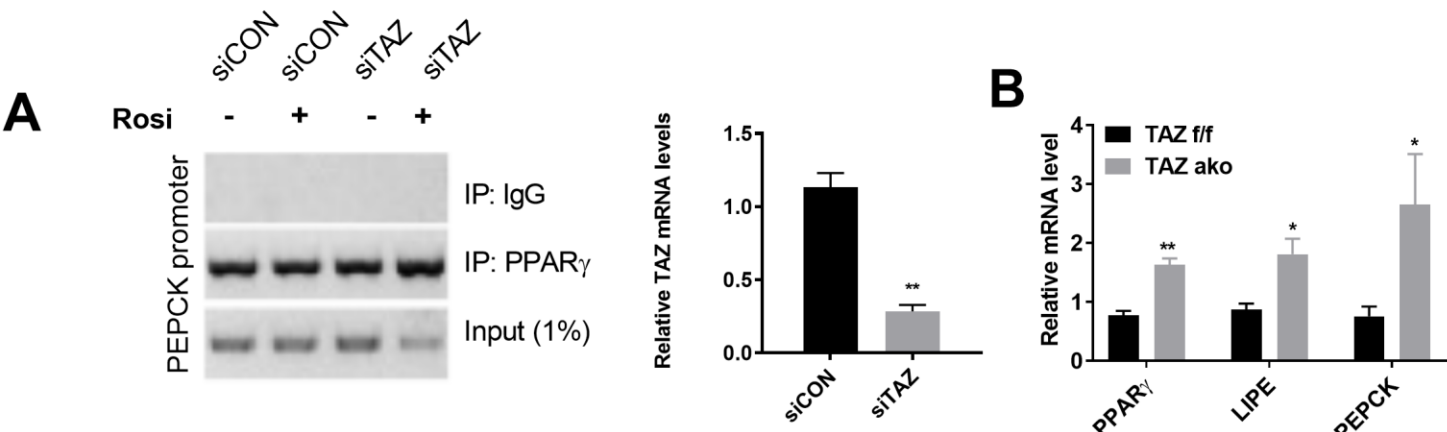 A
siCON siCON siTAZ siTAZ
Rosi - + - +
PEPCK promoter
IP: IgG
IP: PPARγ
Input (1%)
Relative TAZ mRNA levels
1.5
1.0
0.5
0.0
**
siCON siTAZ
B
Relative mRNA level
4
3
2
1
0
TAZ f/f
TAZ ako
** * *
PPARγ LIPE PEPCK